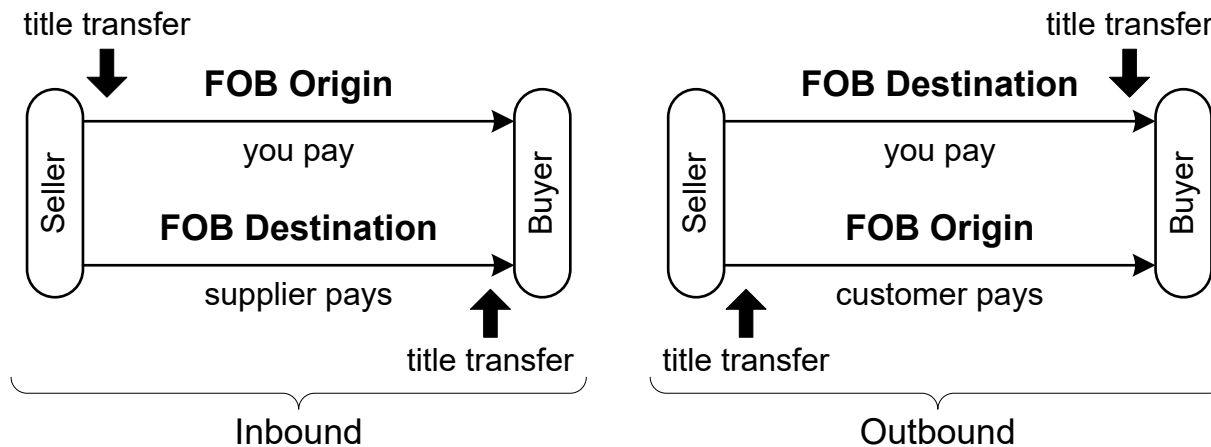 title transfer
FOB Origin
Seller
you pay
Buyer
FOB Destination
supplier pays
title transfer
Inbound
title transfer
FOB Destination
Seller
you pay
Buyer
FOB Origin
customer pays
title transfer
Outbound